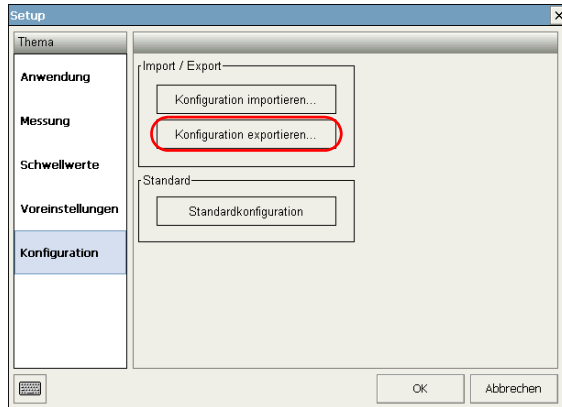 Setup
Thema
Anwendung
Messung
Schwellwerte
Voreinstellungen
Konfiguration
Import / Export
Konfiguration importieren...
Konfiguration exportieren...
Standard
Standardkonfiguration
OK
Abbrechen